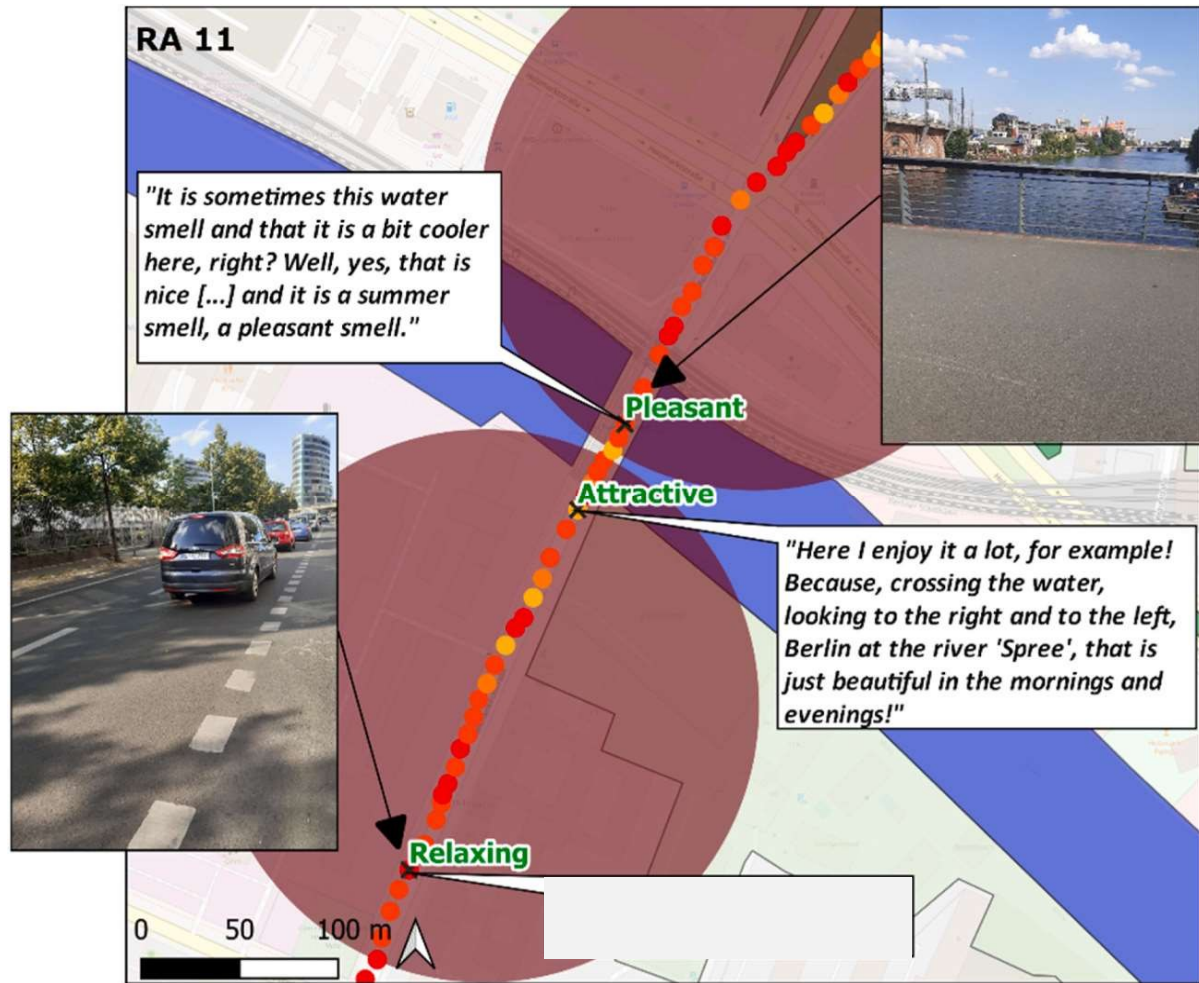 RA 11
"It is sometimes this water
smell and that it is a bit cooler
here, right? Well, yes, that is
nice [...] and it is a summer
smell, a pleasant smell."
Pleasant
Attractive
"Here I enjoy it a lot, for example!
Because, crossing the water,
looking to the right and to the left,
Berlin at the river 'Spree', that is
just beautiful in the mornings and
evenings!"
Relaxing
0 50 100 m